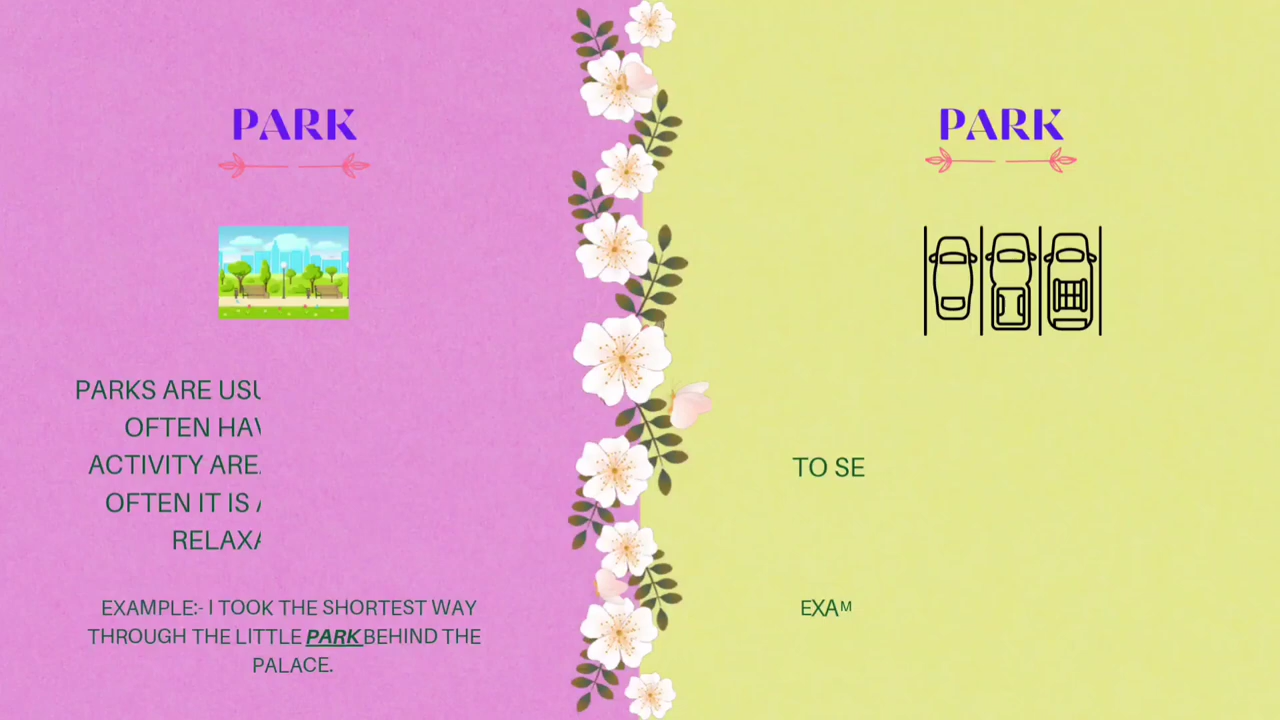 PARK
PARKS ARE USU
OFTEN HAV
ACTIVITY ARE
OFTEN IT IS
RELAXA
EXAMPLE:- I TOOK THE SHORTEST WAY
THROUGH THE LITTLE PARK BEHIND THE
PALACE.
PARK
TO SE
EXAM